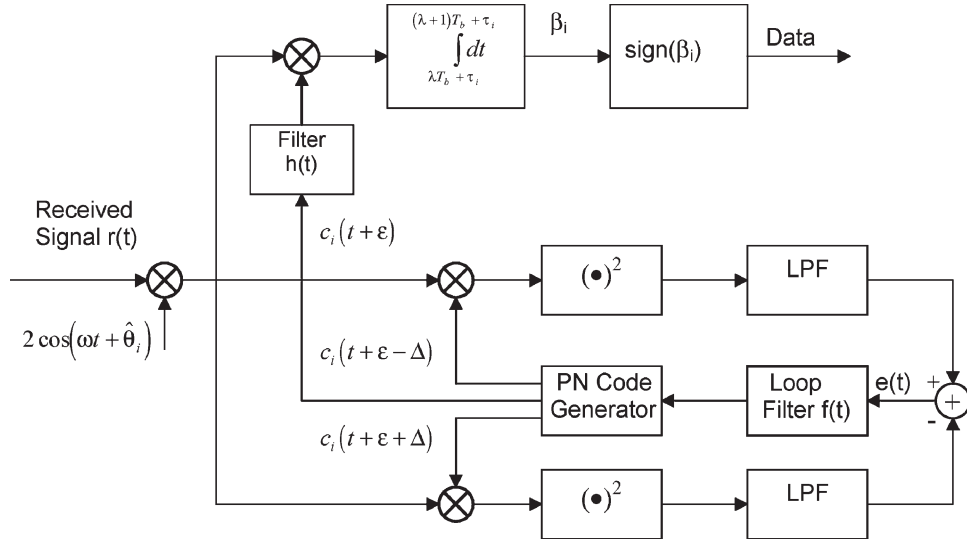 (λ+1)T_b + τ_i
∫dt
λT_b + τ_i
β_i
sign(β_i)
Data
Filter
h(t)
Received
Signal r(t)
c_i(t+ε)
(•)²
LPF
2cos(ωt + θ̂_i)
c_i(t+ε−Δ)
PN Code
Generator
Loop
Filter f(t)
e(t)
+
+
-
c_i(t+ε+Δ)
(•)²
LPF